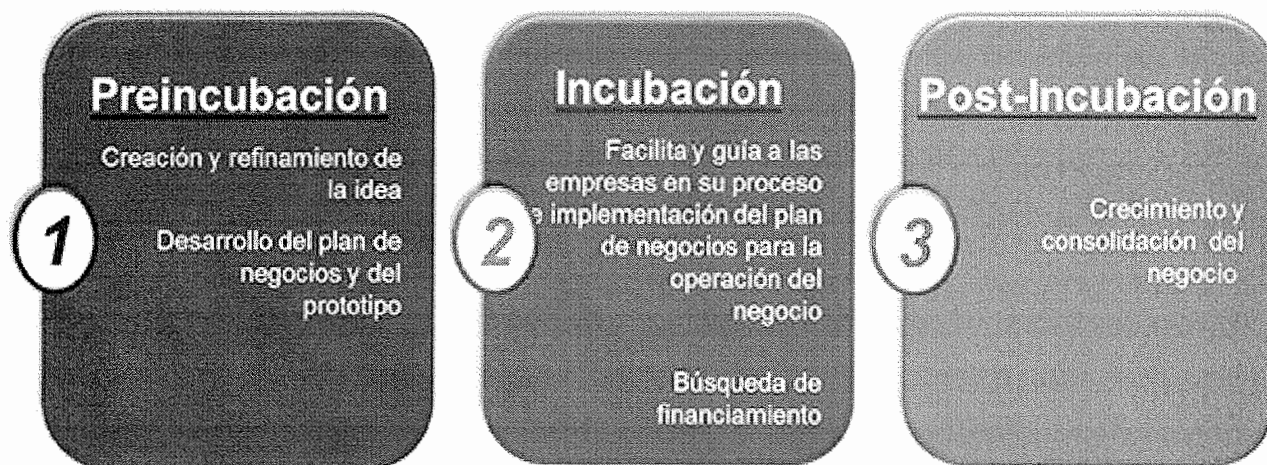 1
Preincubación
Creación y refinamiento de
la idea
Desarrollo del plan de
negocios y del
prototipo
2
Incubación
Facilita y guía a las
empresas en su proceso
e implementación del plan
de negocios para la
operación del
negocio
Búsqueda de
financiamiento
3
Post-Incubación
Crecimiento y
consolidación del
negocio